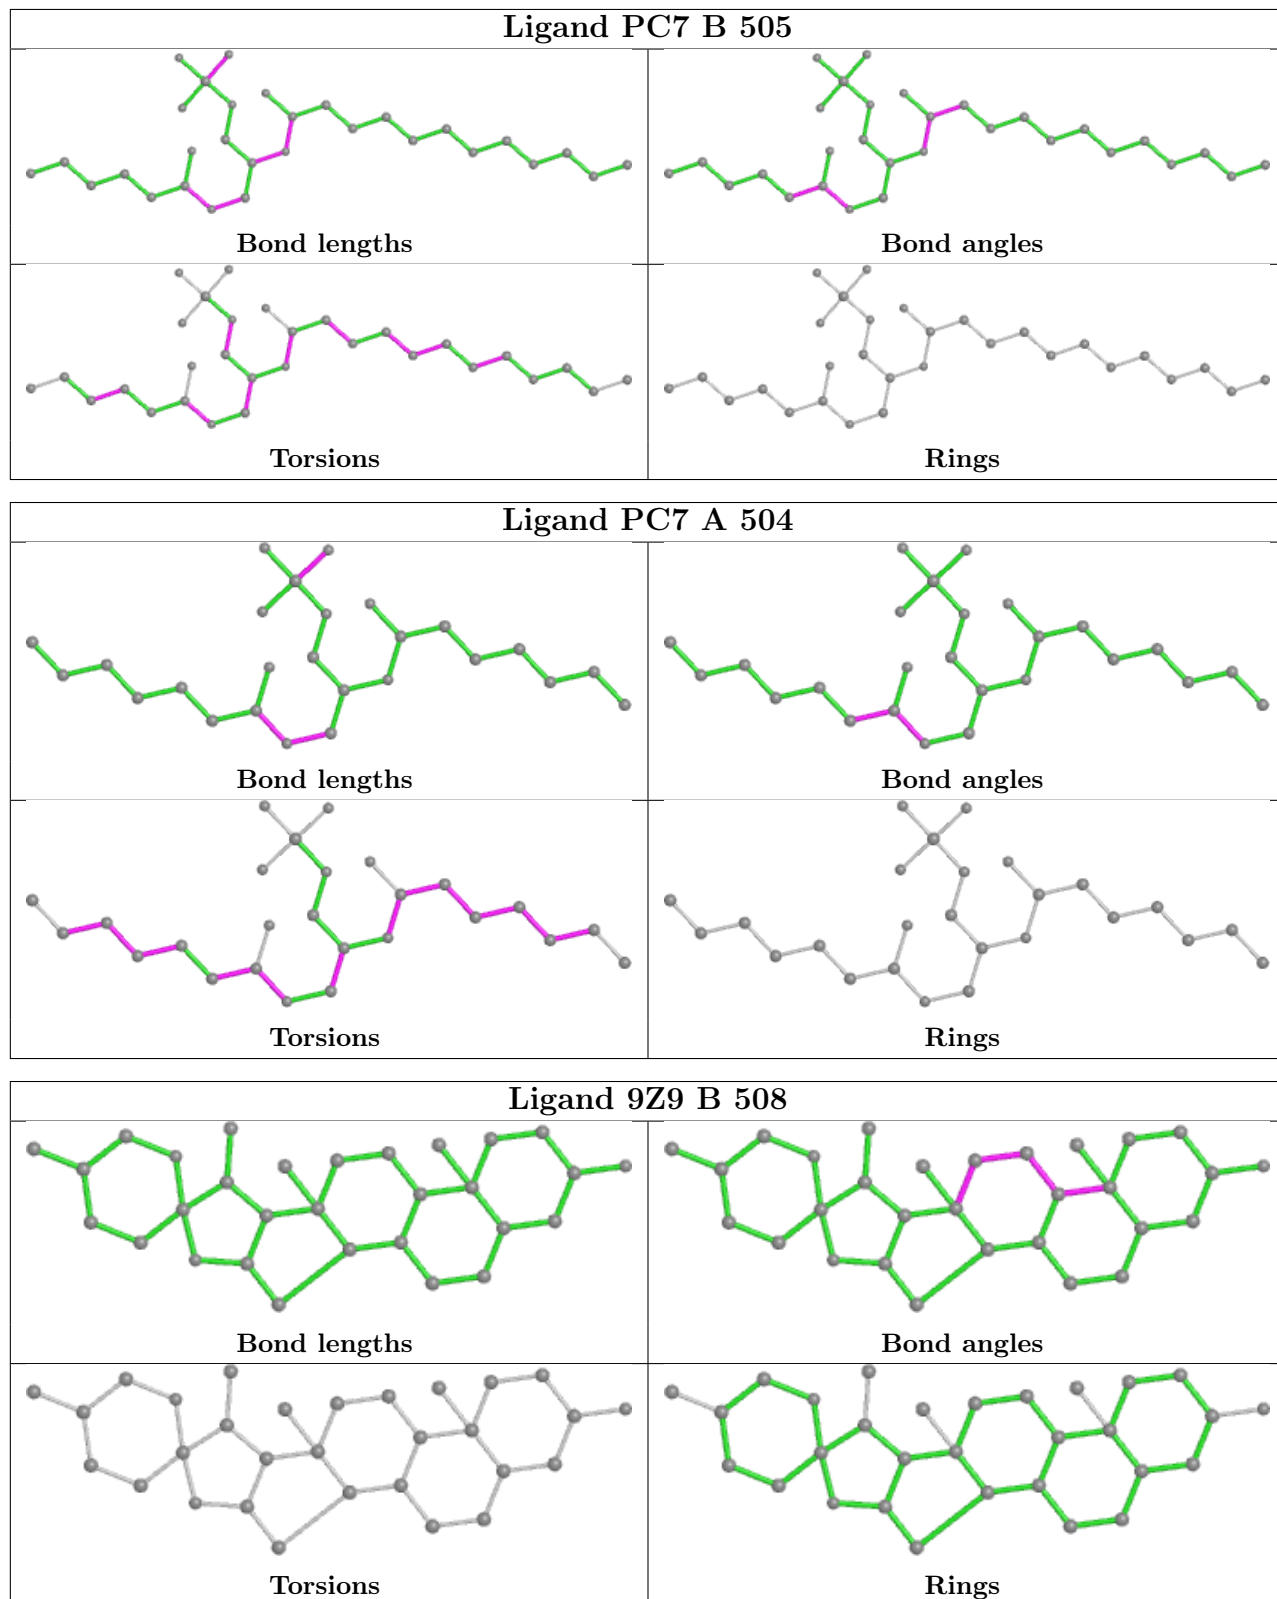 Ligand PC7 B 505
Bond lengths
Bond angles
Torsions
Rings
Ligand PC7 A 504
Bond lengths
Bond angles
Torsions
Rings
Ligand 9Z9 B 508
Bond lengths
Bond angles
Torsions
Rings